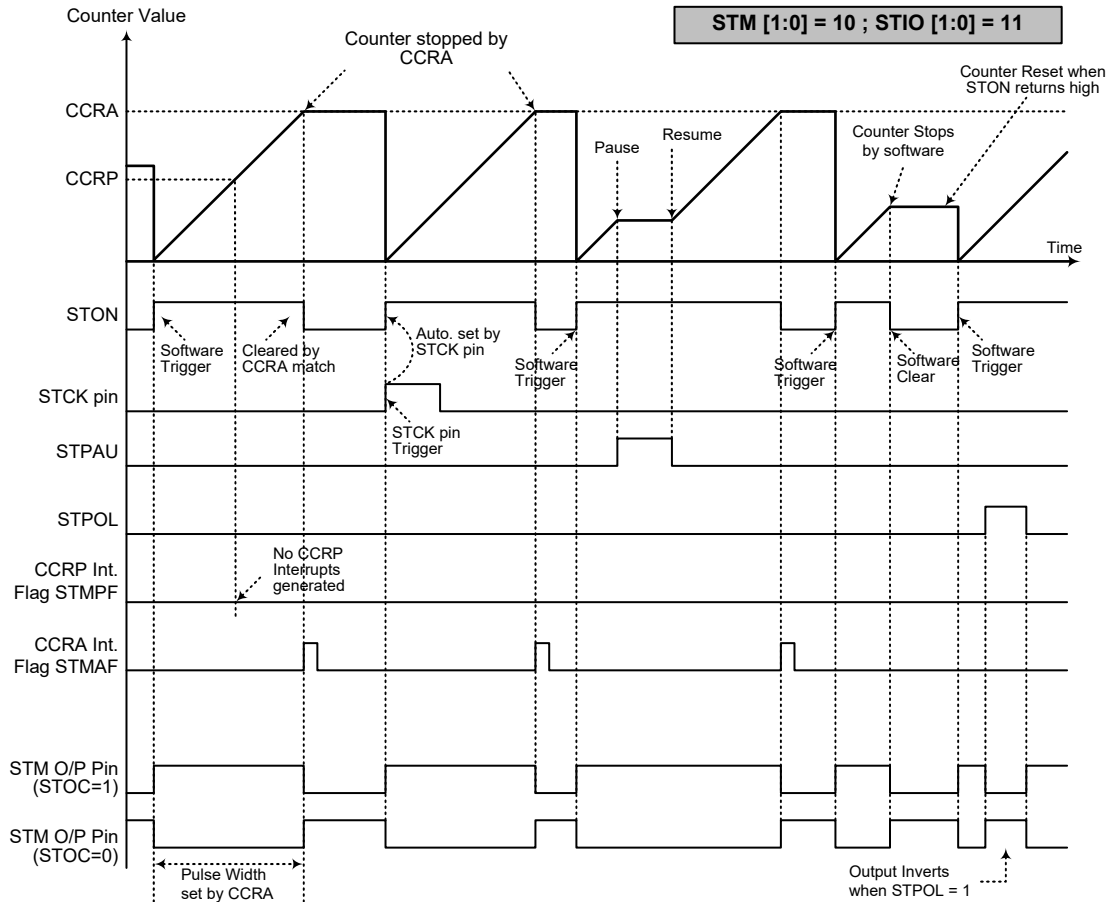 Counter Value
STM [1:0] = 10 ; STIO [1:0] = 11
Counter stopped by
CCRA
Counter Reset when
STON returns high
CCRA
Pause
Resume
Counter Stops
by software
CCRP
Time
STON
Software
Trigger
Cleared by
CCRA match
Auto. set by
STCK pin
Software
Trigger
Software
Trigger
Software
Clear
Software
Trigger
STCK pin
STCK pin
Trigger
STPAU
STPOL
CCRP Int.
Flag STMPF
No CCRP
Interrupts
generated
CCRA Int.
Flag STMAF
STM O/P Pin
(STOC=1)
STM O/P Pin
(STOC=0)
Pulse Width
set by CCRA
Output Inverts
when STPOL = 1